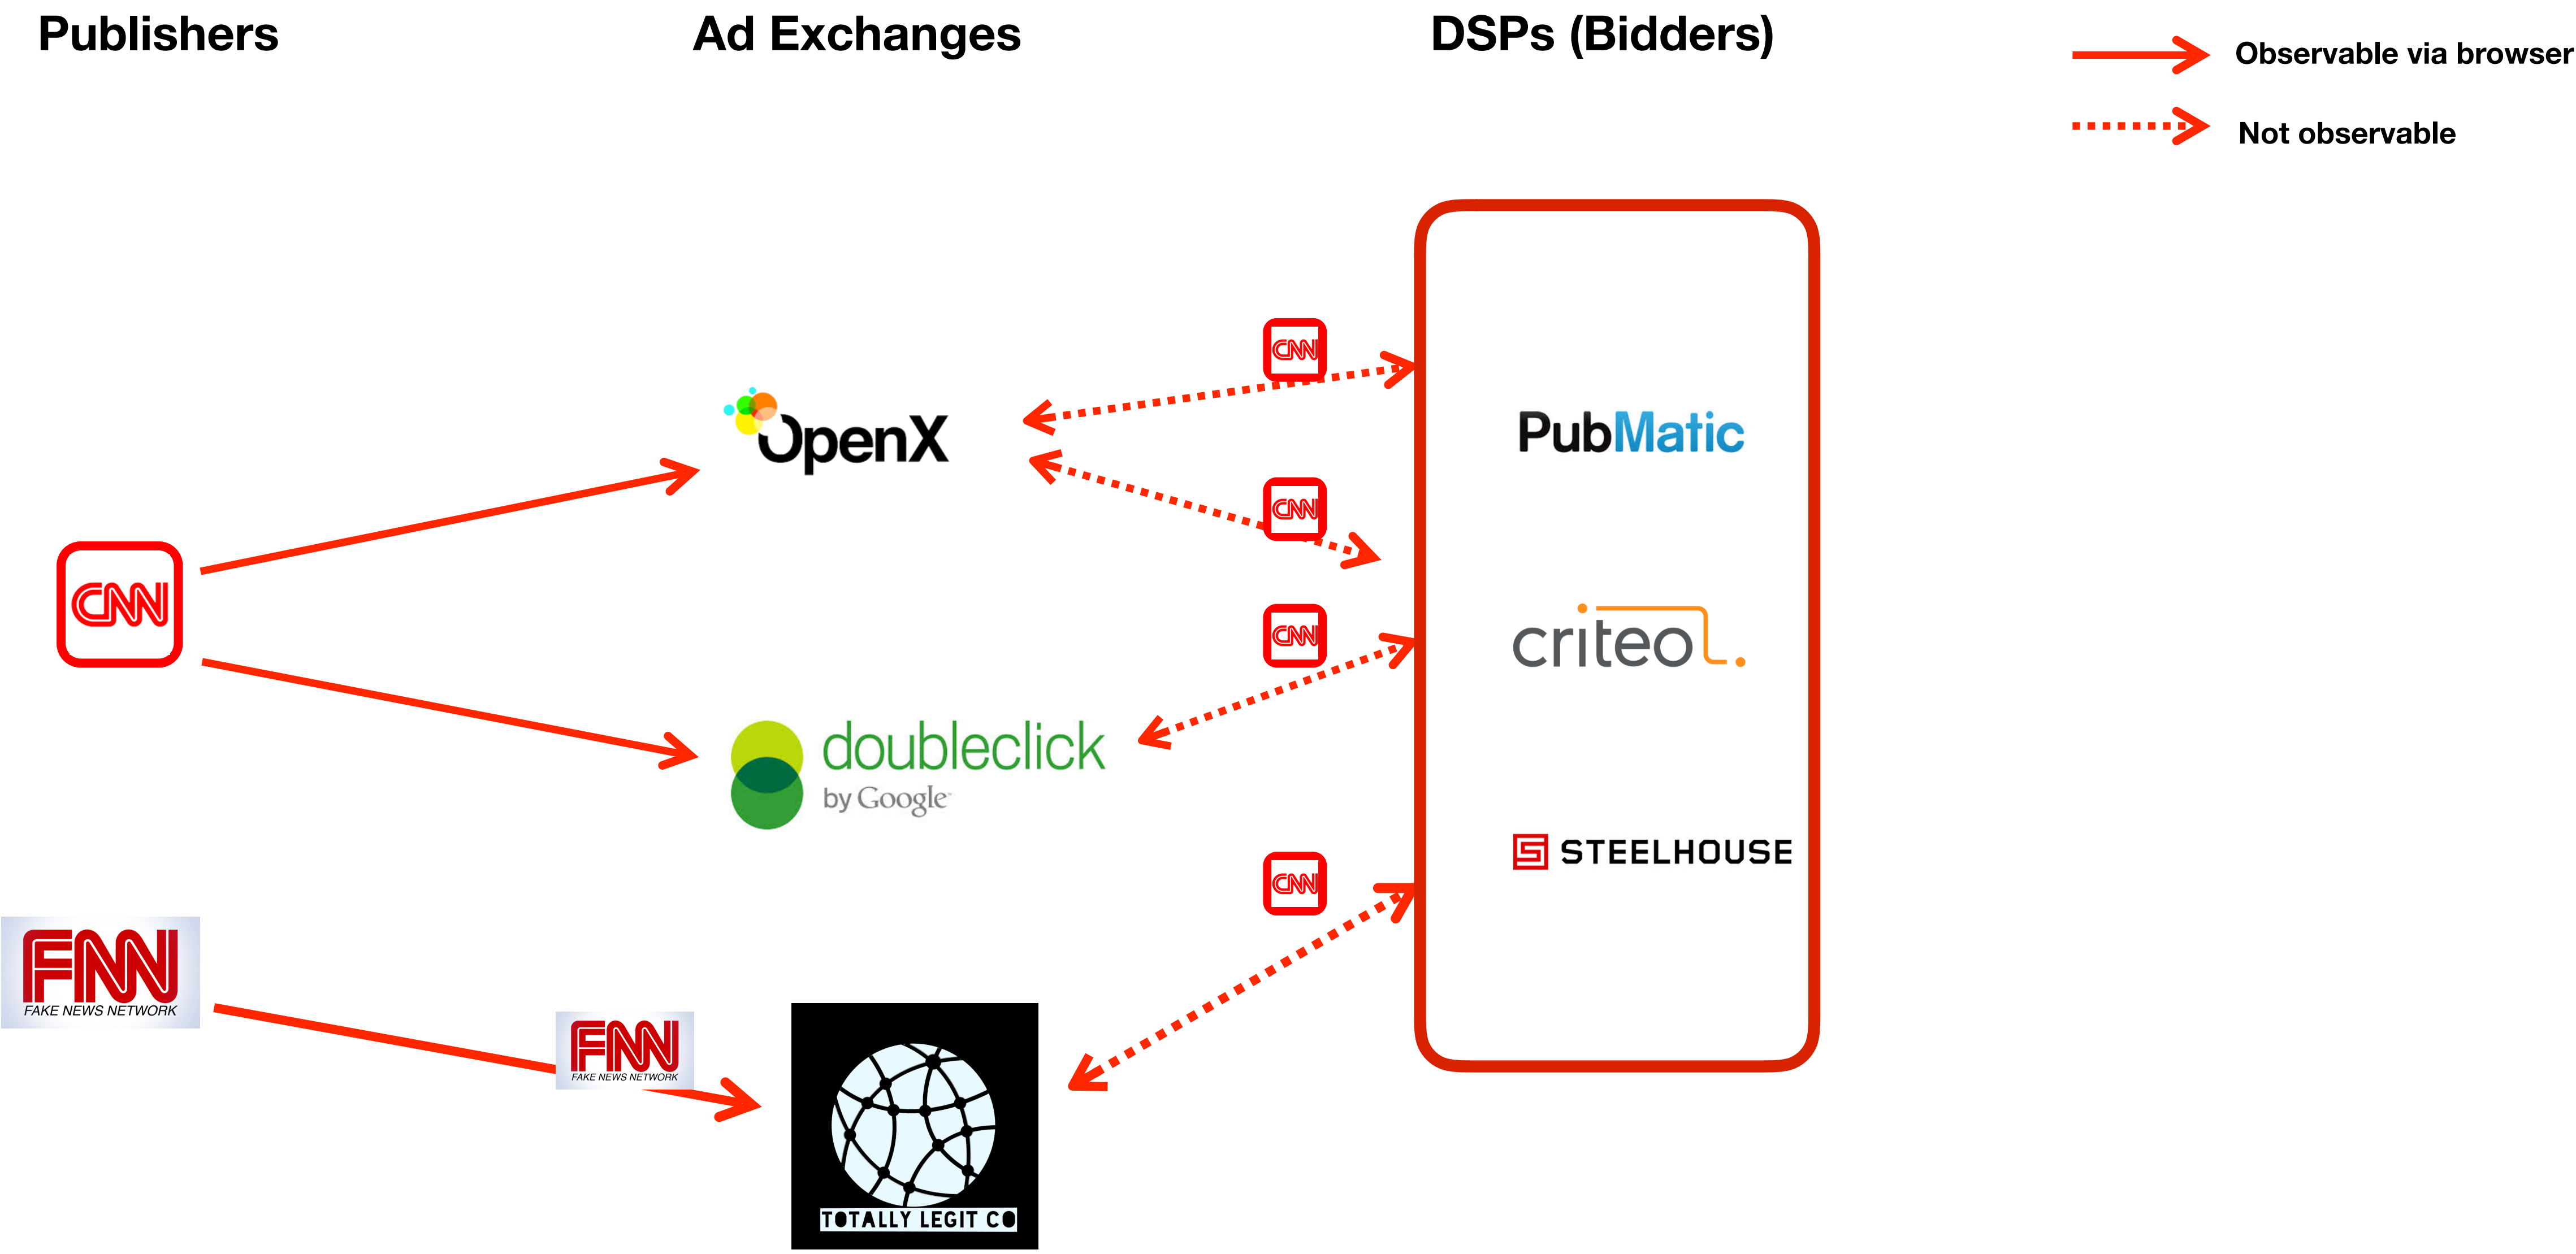 Publishers
Ad Exchanges
DSPs (Bidders)
Observable via browser
Not observable
CNN
OpenX
PubMatic
CNN
CNN
criteo
CNN
doubleclick
by Google
STEELHOUSE
CNN
FNN
FAKE NEWS NETWORK
FNN
FAKE NEWS NETWORK
TOTALLY LEGIT CO